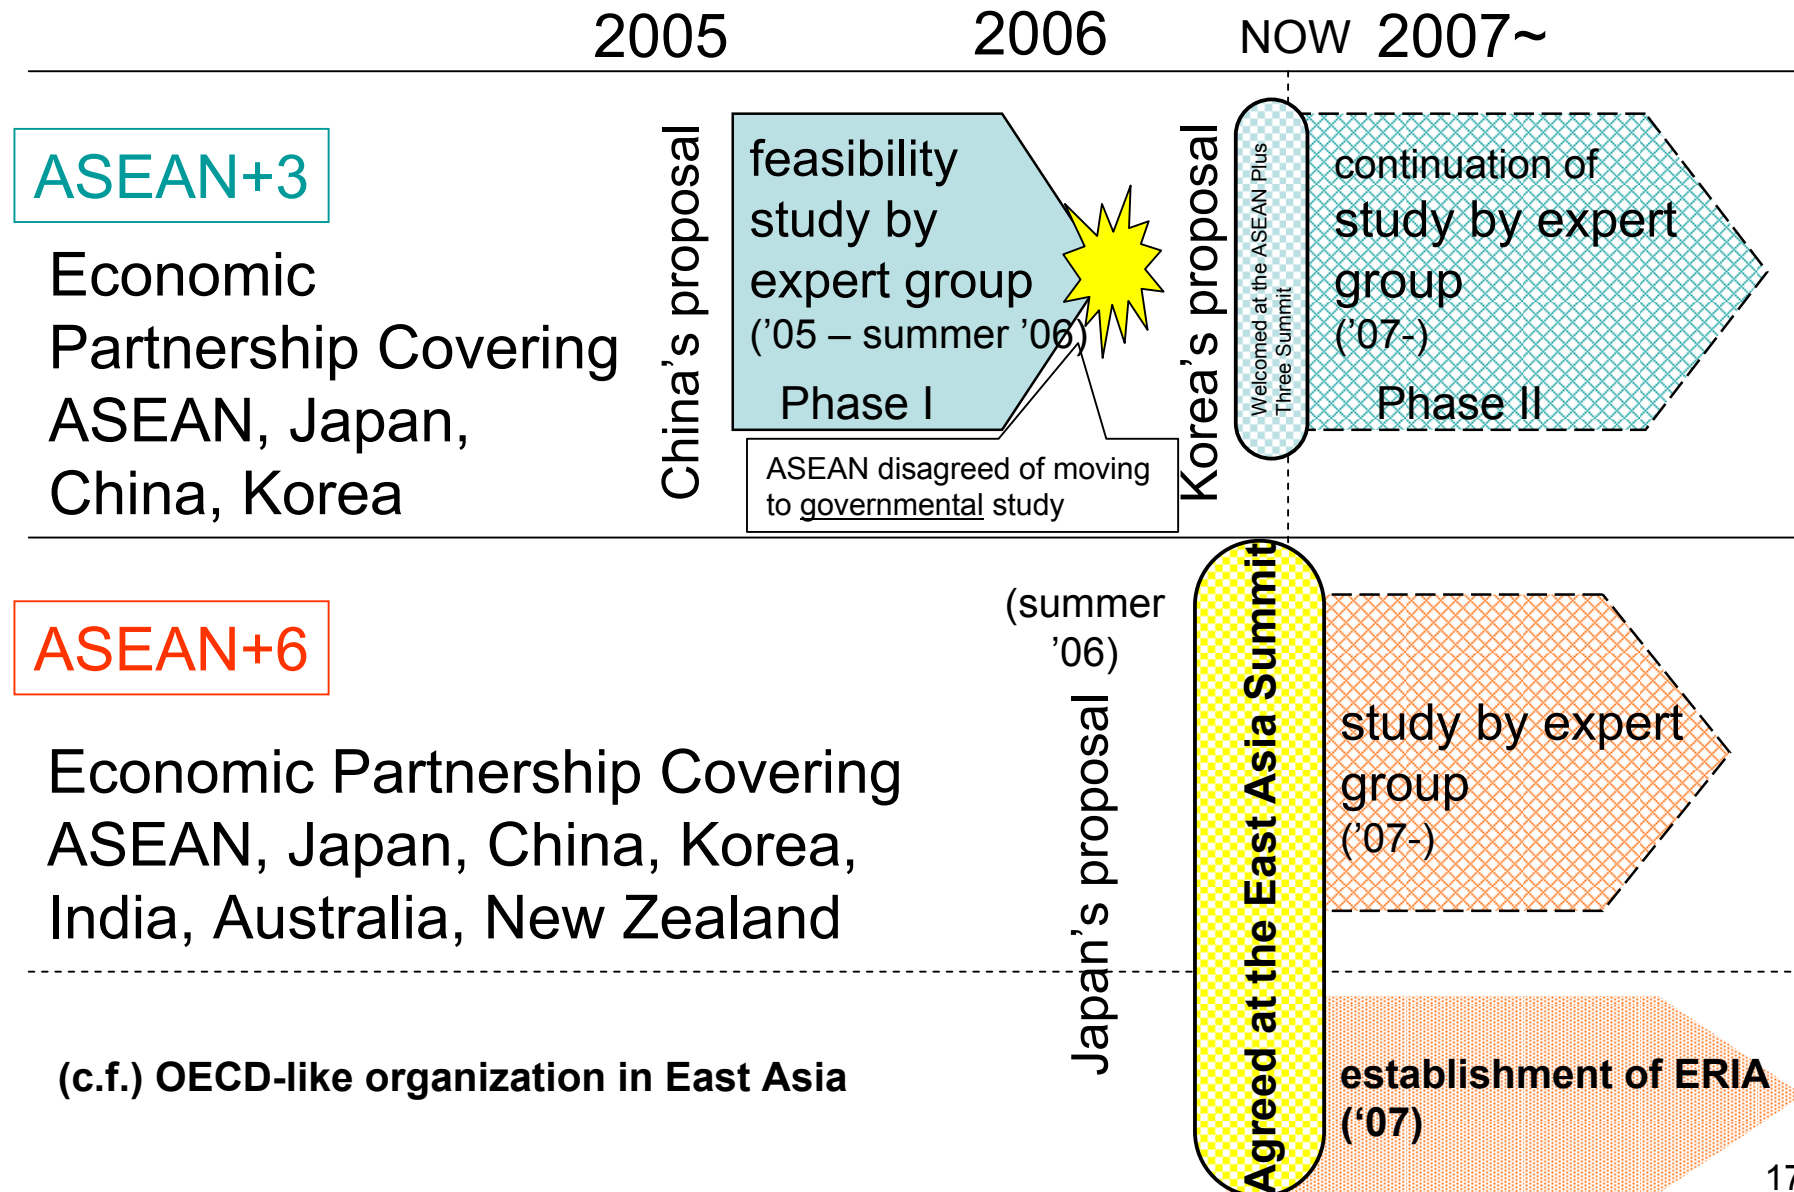 2005
2006
NOW
2007~
ASEAN+3
Economic
Partnership Covering
ASEAN, Japan,
China, Korea
China’s proposal
feasibility
study by
expert group
(’05 – summer ’06)
Phase I
ASEAN disagreed of moving
to governmental study
Korea’s proposal
Welcomed at the ASEAN Plus
Three Summit
continuation of
study by expert
group
(’07-)
Phase II
ASEAN+6
Economic Partnership Covering
ASEAN, Japan, China, Korea,
India, Australia, New Zealand
(summer
’06)
Japan’s proposal
Agreed at the East Asia Summit
study by expert
group
(’07-)
(c.f.) OECD-like organization in East Asia
establishment of ERIA
(‘07)
17